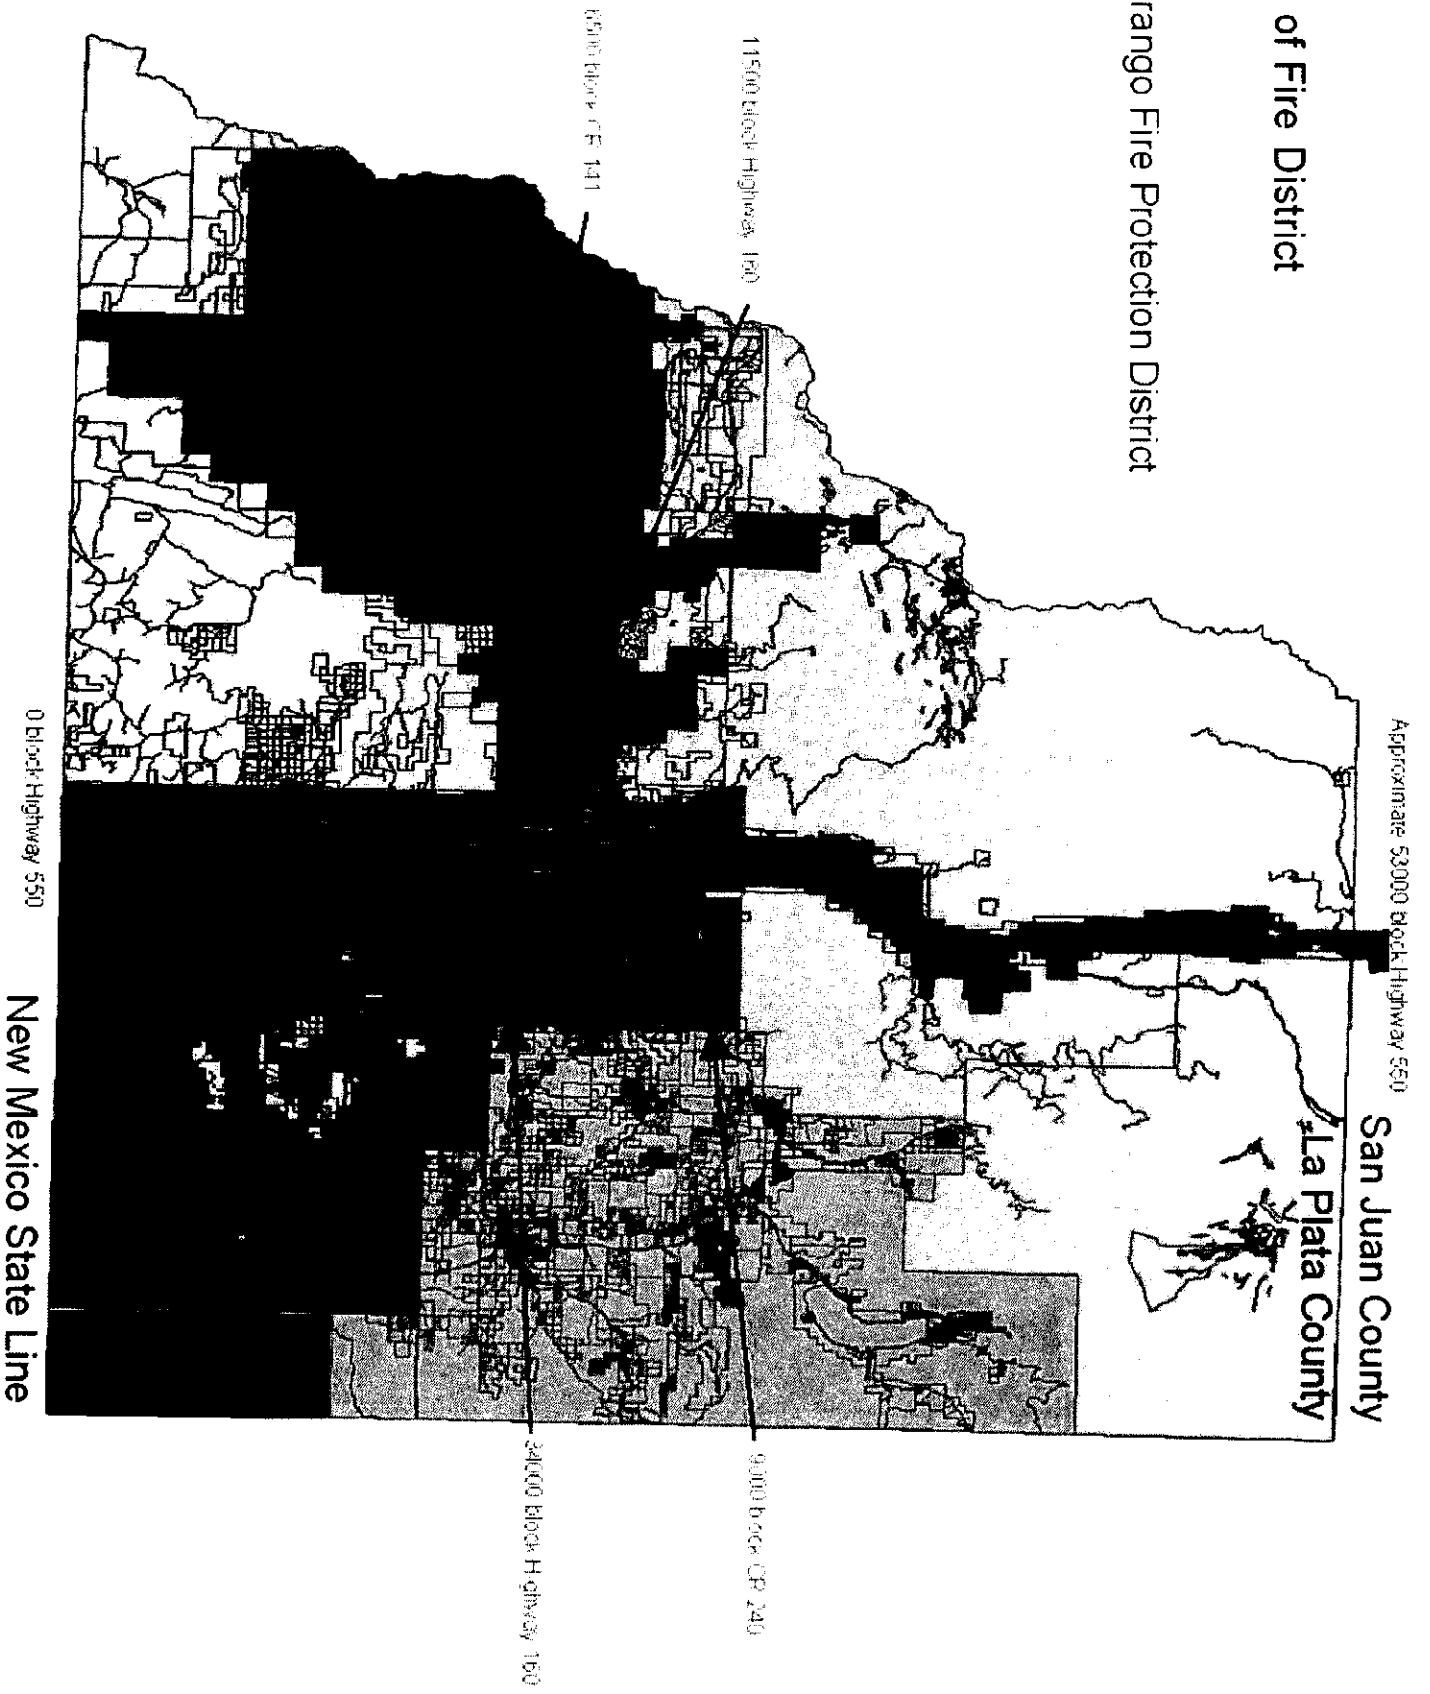 of Fire District
rango Fire Protection District
Approximate 53000 block Highway 550
San Juan County
La Plata County
11500 block Highway 160
6500 block CR 141
9000 block CR 240
34000 block Highway 160
0 block Highway 550
New Mexico State Line